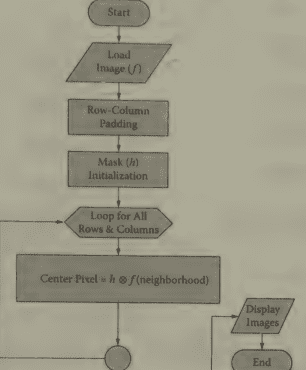 Start
Load
Image (f)
Row-Column
Padding
Mask (h)
Initialization
Loop for All
Rows & Columns
Center Pixel = h ⊗ f(neighborhood)
Display
Images
End